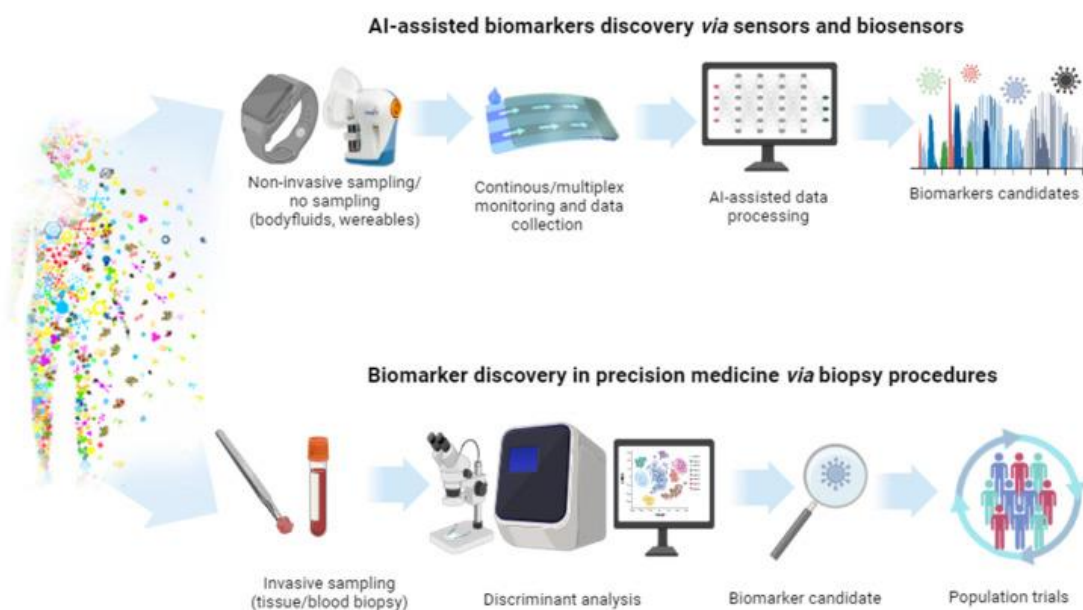 AI-assisted biomarkers discovery via sensors and biosensors
Non-invasive sampling/
no sampling
(bodyfluids, wereables)
Continous/multiplex
monitoring and data
collection
AI-assisted data
processing
Biomarkers candidates
Biomarker discovery in precision medicine via biopsy procedures
Invasive sampling
(tissue/blood biopsy)
Discriminant analysis
Biomarker candidate
Population trials